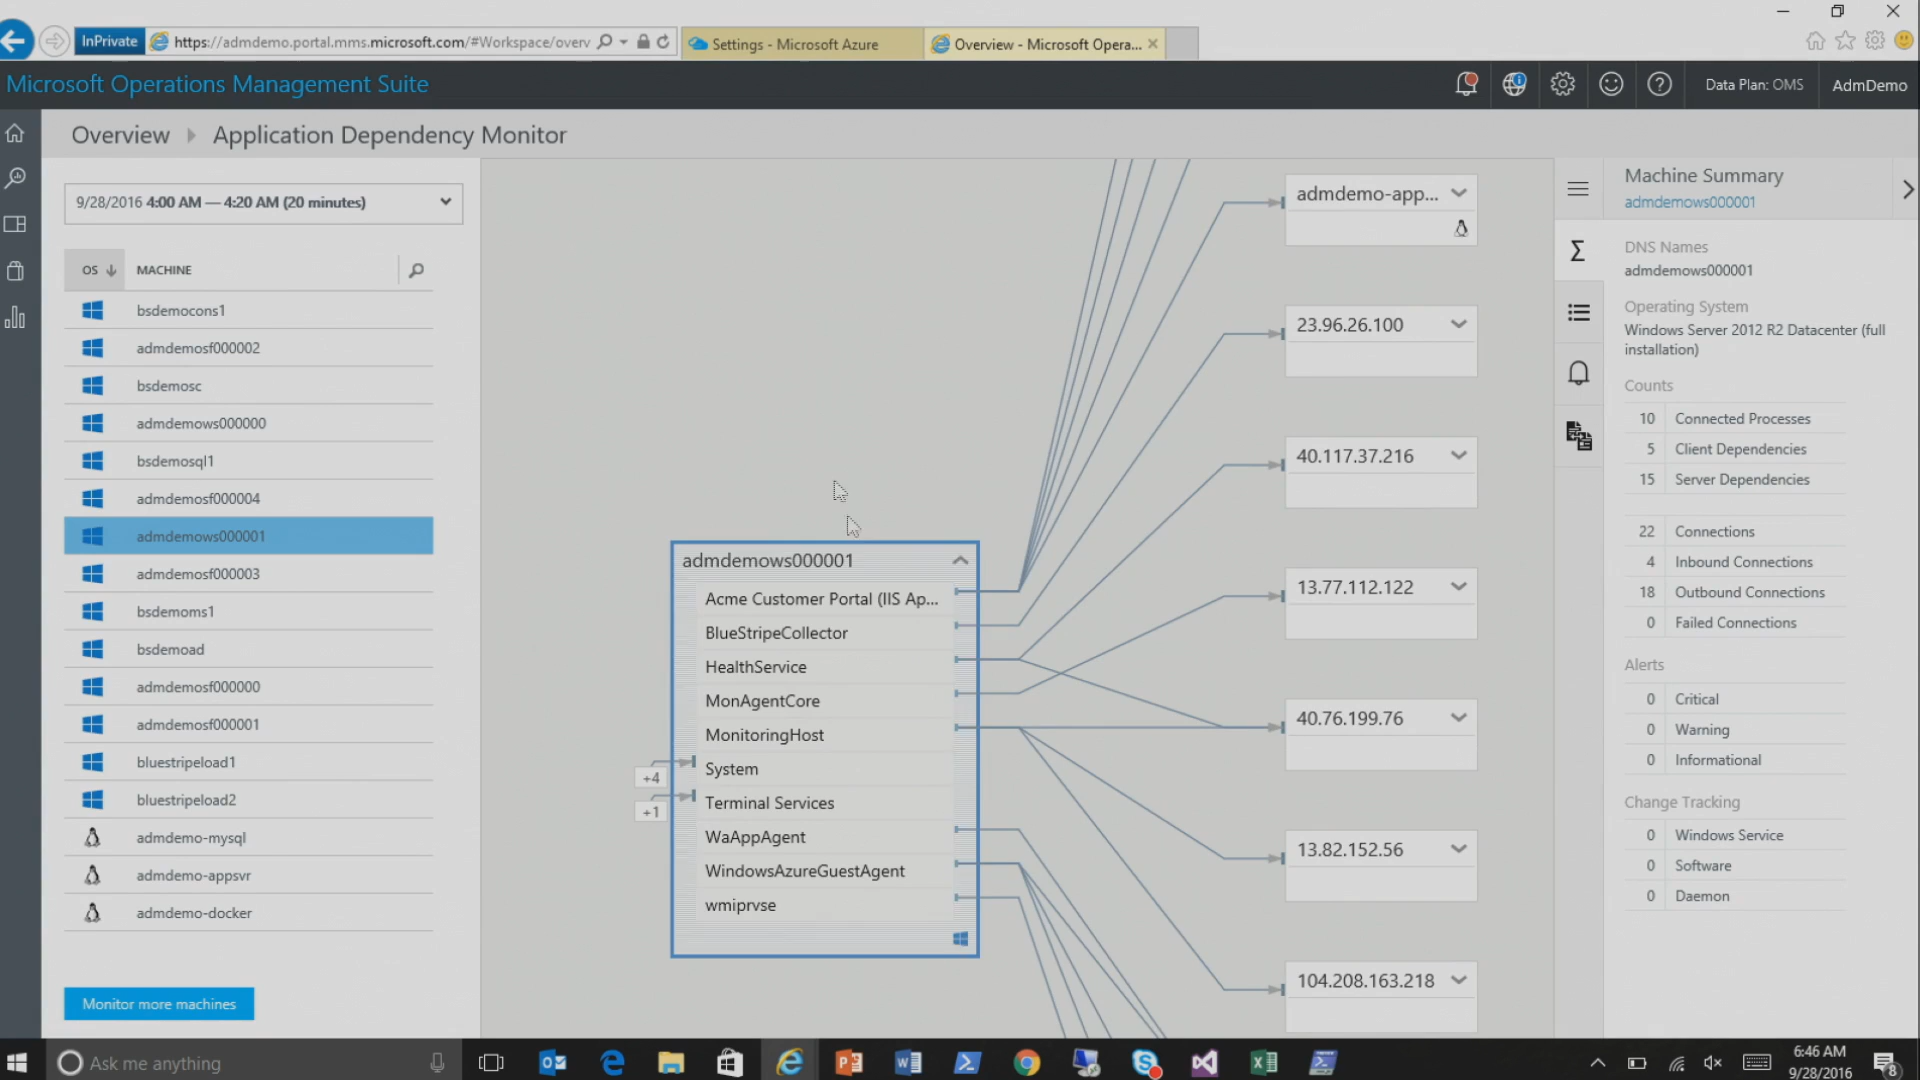 InPrivate
https://admdemo.portal.mms.microsoft.com/#Workspace/overv
Settings - Microsoft Azure
Overview - Microsoft Opera...
Microsoft Operations Management Suite
Data Plan: OMS
AdmDemo
Overview
Application Dependency Monitor
9/28/2016 4:00 AM — 4:20 AM (20 minutes)
OS
MACHINE
bsdemocons1
admdemosf000002
bsdemosc
admdemows000000
bsdemosql1
admdemosf000004
admdemows000001
admdemosf000003
bsdemoms1
bsdemoad
admdemosf000000
admdemosf000001
bluestripeload1
bluestripeload2
admdemo-mysql
admdemo-appsvr
admdemo-docker
Monitor more machines
admdemows000001
Acme Customer Portal (IIS Ap...
BlueStripeCollector
HealthService
MonAgentCore
MonitoringHost
System
Terminal Services
WaAppAgent
WindowsAzureGuestAgent
wmiprvse
+4
+1
admdemo-app...
23.96.26.100
40.117.37.216
13.77.112.122
40.76.199.76
13.82.152.56
104.208.163.218
Machine Summary
admdemows000001
DNS Names
admdemows000001
Operating System
Windows Server 2012 R2 Datacenter (full
installation)
Counts
10 Connected Processes
5 Client Dependencies
15 Server Dependencies
22 Connections
4 Inbound Connections
18 Outbound Connections
0 Failed Connections
Alerts
0 Critical
0 Warning
0 Informational
Change Tracking
0 Windows Service
0 Software
0 Daemon
Ask me anything
6:46 AM
9/28/2016
8